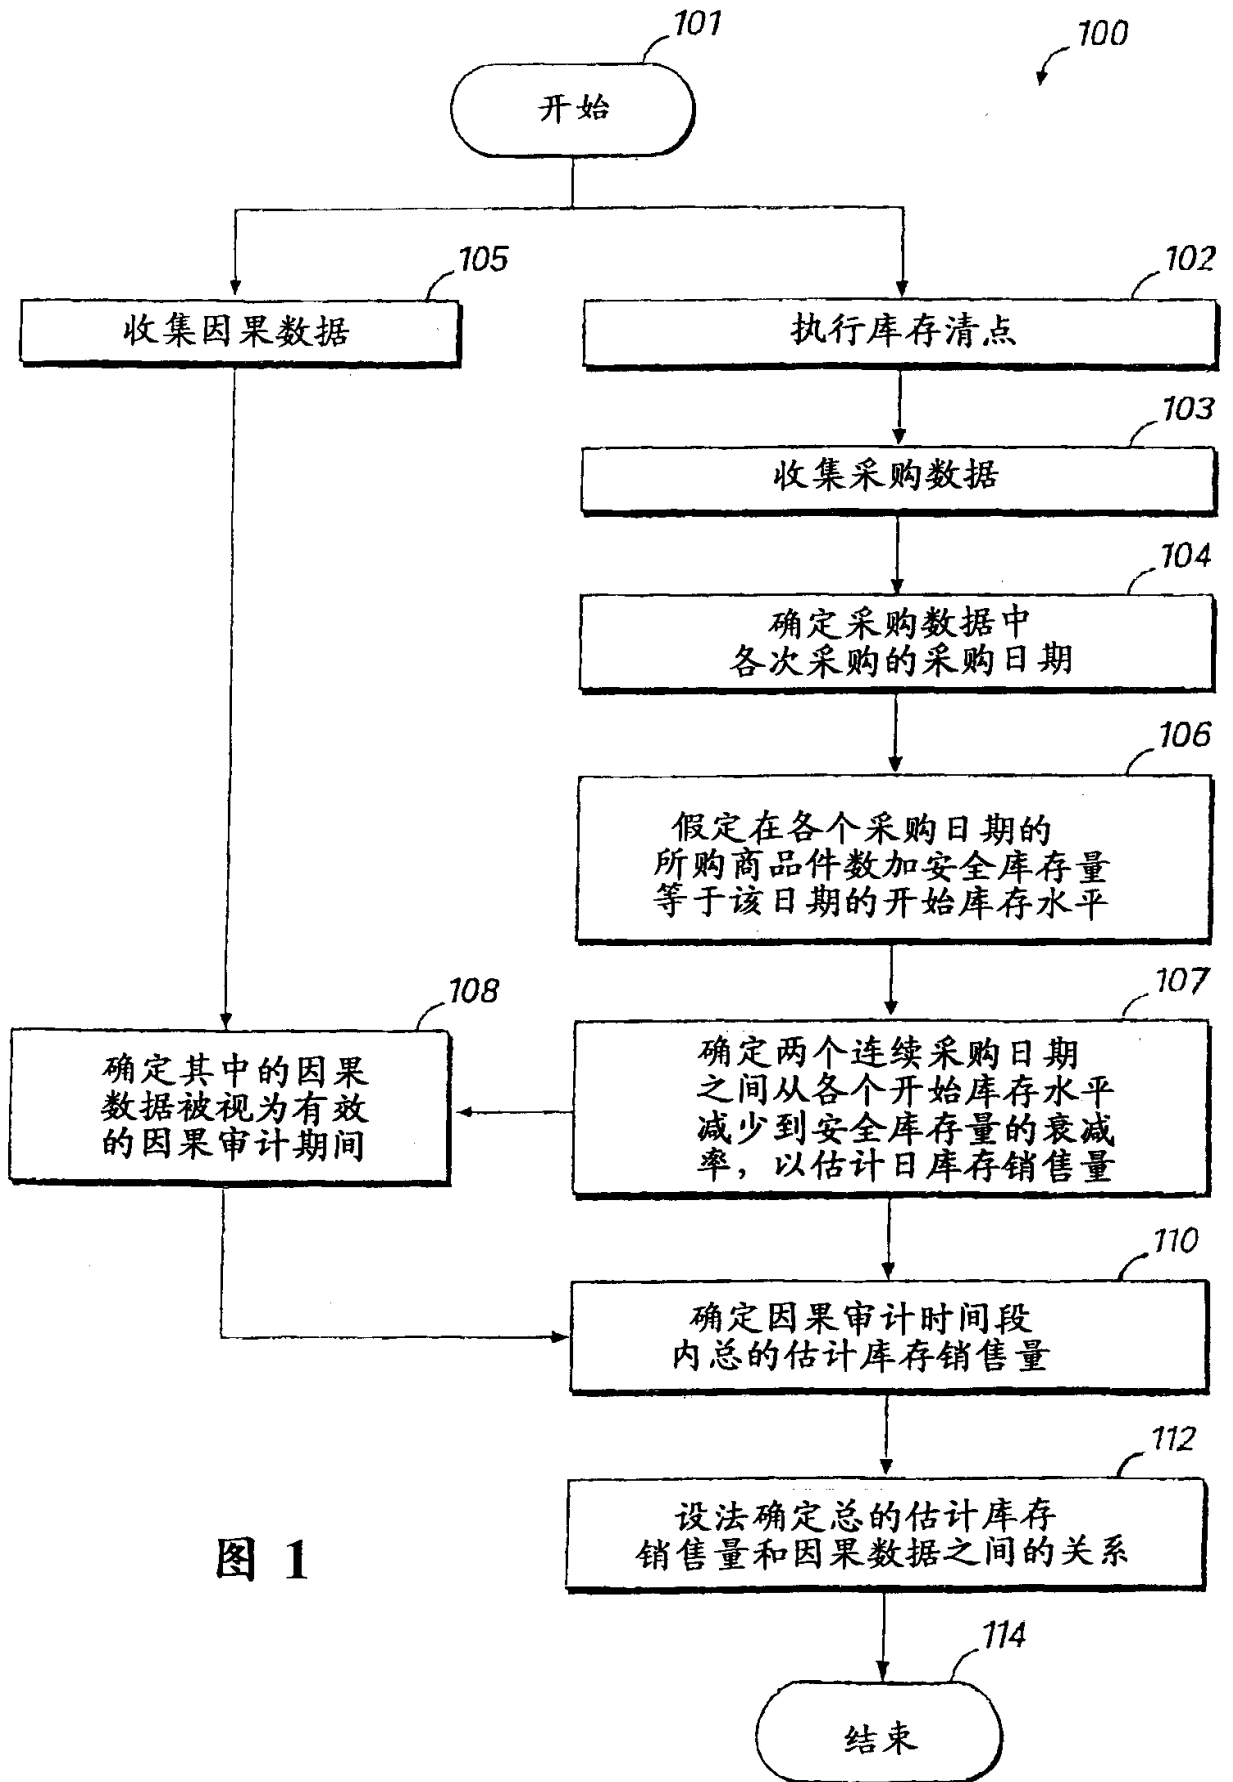 101
100
开始
105
102
收集因果数据
执行库存清点
103
收集采购数据
104
确定采购数据中
各次采购的采购日期
106
假定在各个采购日期的
所购商品件数加安全库存量
等于该日期的开始库存水平
108
107
确定其中的因果
数据被视为有效
的因果审计期间
确定两个连续采购日期
之间从各个开始库存水平
减少到安全库存量的衰减
率，以估计日库存销售量
110
确定因果审计时间段
内总的估计库存销售量
112
设法确定总的估计库存
销售量和因果数据之间的关系
图 1
114
结束